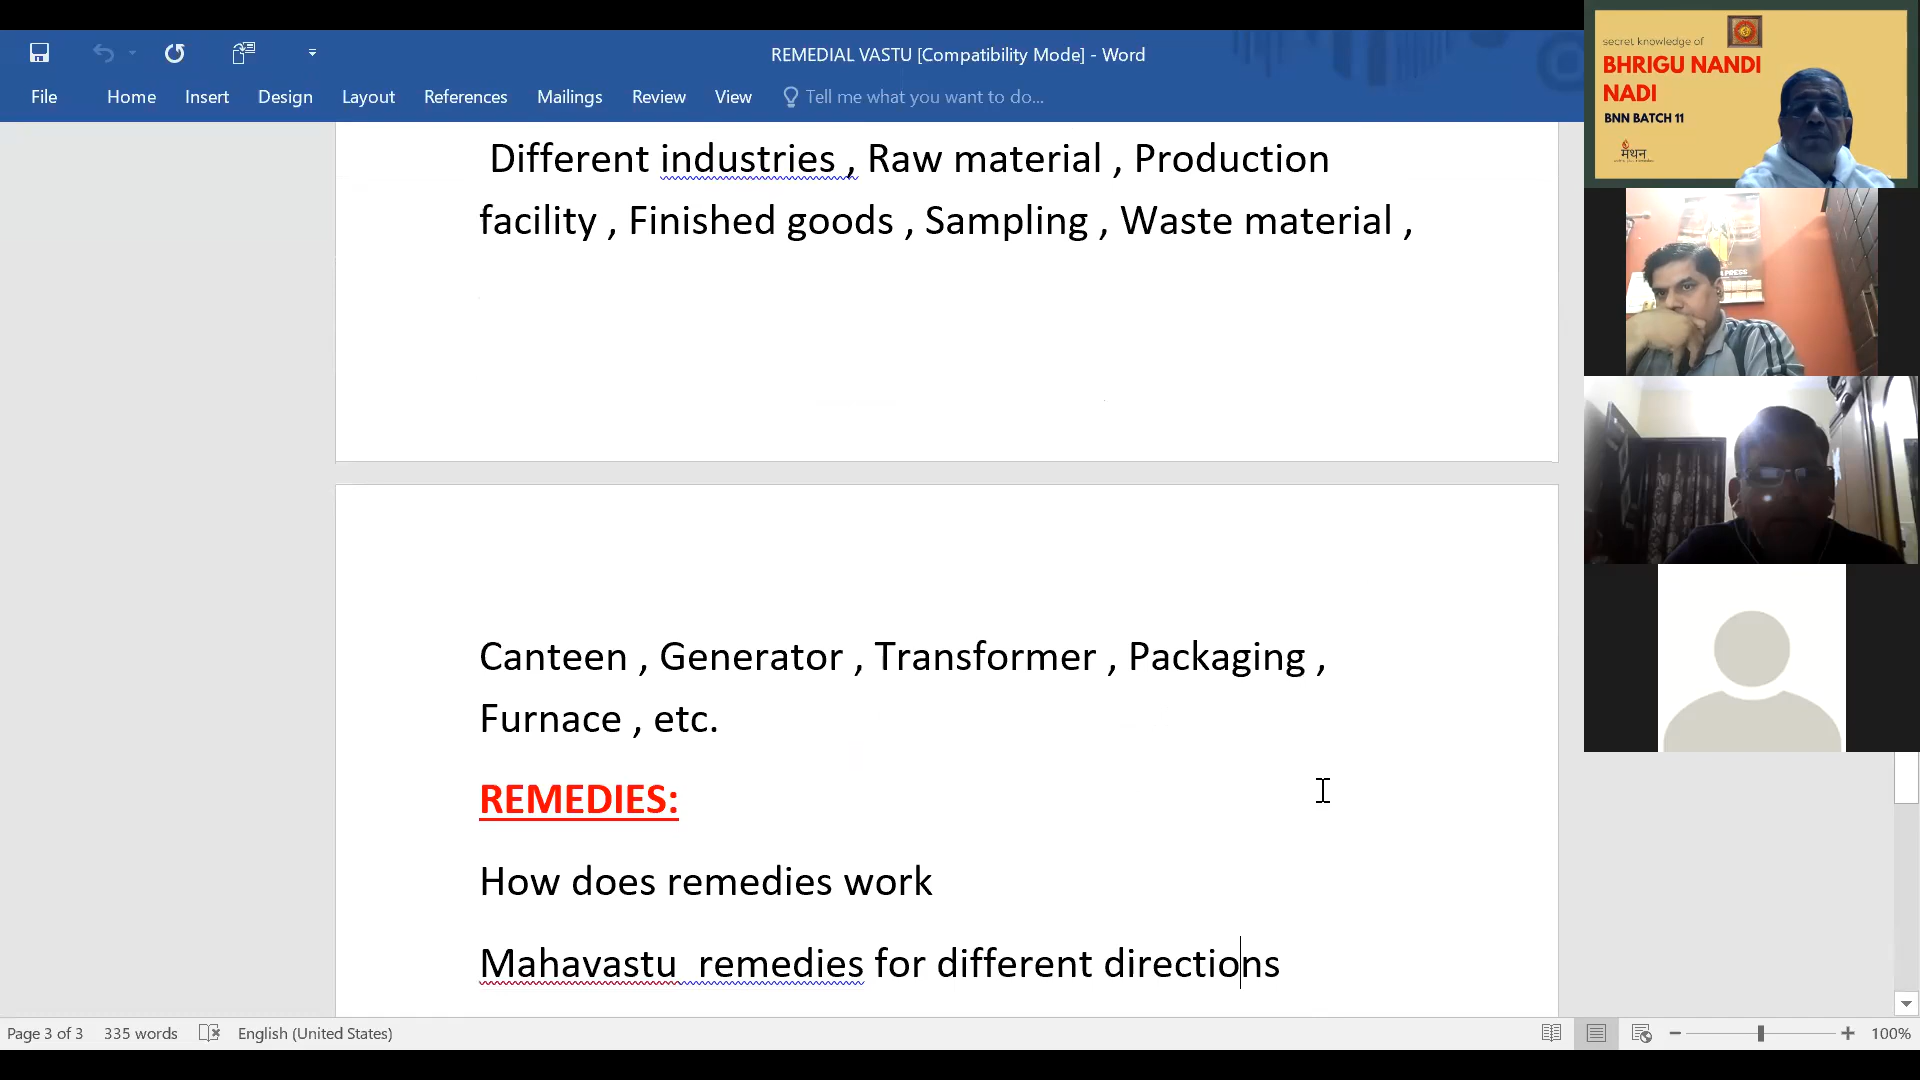 REMEDIAL VASTU [Compatibility Mode] - Word
File Home Insert Design Layout References Mailings Review View Tell me what you want to do...
Different industries , Raw material , Production
facility , Finished goods , Sampling , Waste material ,
Canteen , Generator , Transformer , Packaging ,
Furnace , etc.
REMEDIES:
How does remedies work
Mahavastu  remedies for different directions
Page 3 of 3 335 words English (United States) 100%
secret knowledge of
BHRIGU NANDI
NADI
BNN BATCH 11
मंथन
PRESS